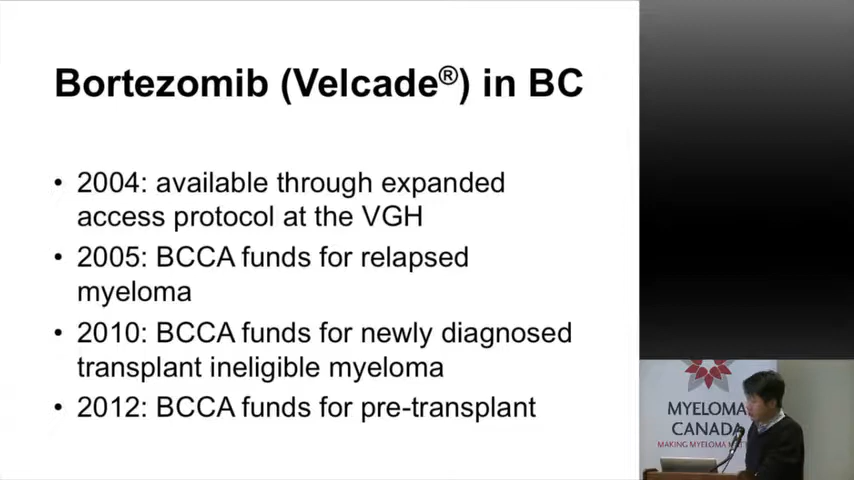 Bortezomib (Velcade®) in BC
• 2004: available through expanded
access protocol at the VGH
• 2005: BCCA funds for relapsed
myeloma
• 2010: BCCA funds for newly diagnosed
transplant ineligible myeloma
• 2012: BCCA funds for pre-transplant
MYELOMA
CANADA
MAKING MYELOMA